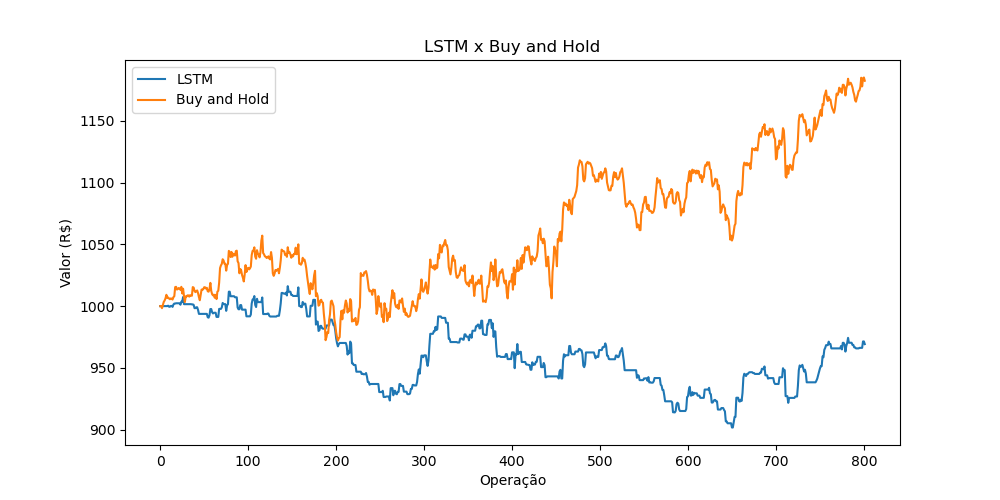 LSTM x Buy and Hold
LSTM
Buy and Hold
Valor (R$)
1150
1100
1050
1000
950
900
0 100 200 300 400 500 600 700 800
Operação